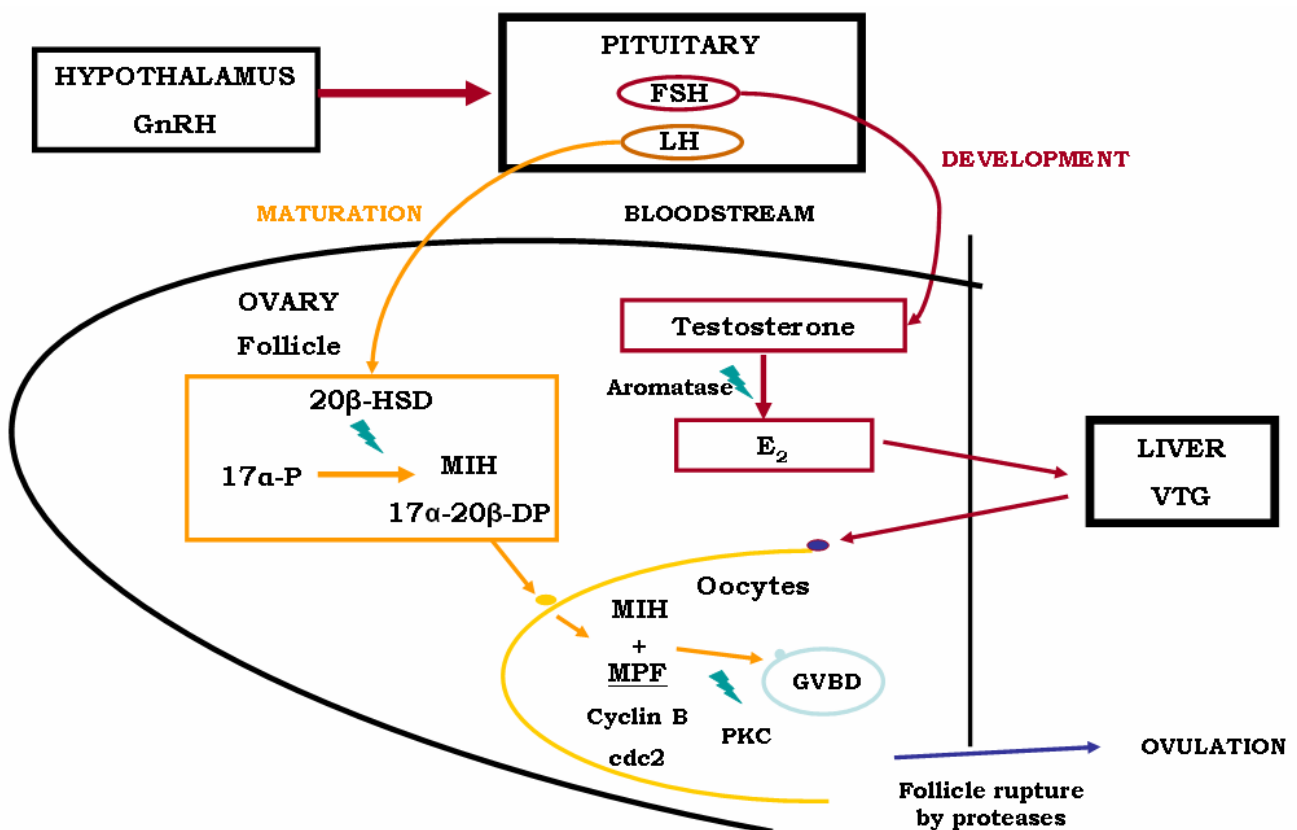 HYPOTHALAMUS
GnRH
PITUITARY
FSH
LH
DEVELOPMENT
MATURATION
BLOODSTREAM
OVARY
Follicle
Testosterone
20β-HSD
Aromatase
17α-P
MIH
17α-20β-DP
E₂
LIVER
VTG
Oocytes
MIH
+
MPF
Cyclin B
cdc2
PKC
GVBD
OVULATION
Follicle rupture
by proteases